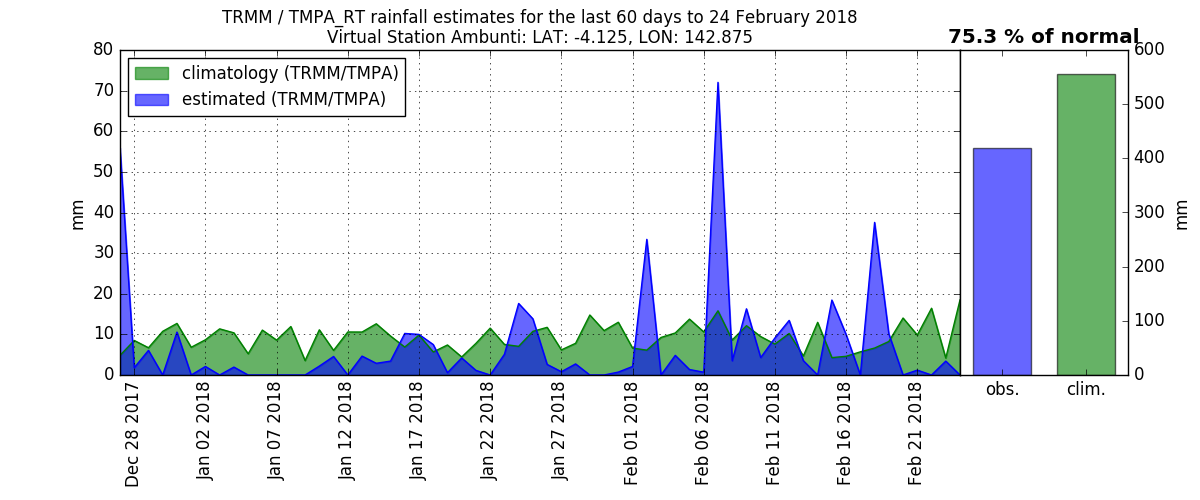 TRMM / TMPA_RT rainfall estimates for the last 60 days to 24 February 2018
Virtual Station Ambunti: LAT: -4.125, LON: 142.875
75.3 % of normal
climatology (TRMM/TMPA)
estimated (TRMM/TMPA)
80
70
60
50
40
30
20
10
0
mm
Dec 28 2017
Jan 02 2018
Jan 07 2018
Jan 12 2018
Jan 17 2018
Jan 22 2018
Jan 27 2018
Feb 01 2018
Feb 06 2018
Feb 11 2018
Feb 16 2018
Feb 21 2018
obs.
clim.
600
500
400
300
200
100
0
mm